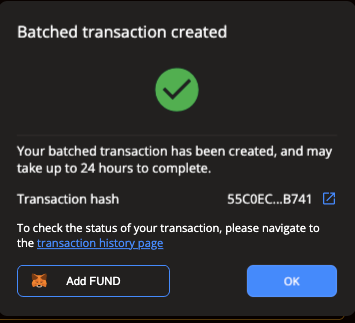 Batched transaction created
Your batched transaction has been created, and may
take up to 24 hours to complete.
Transaction hash 55C0EC...B741
To check the status of your transaction, please navigate to
the transaction history page
Add FUND OK